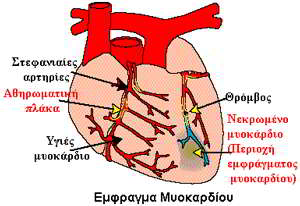 Στεφανιαίες
αρτηρίες
Αθηρωματική
πλάκα
Υγιές
μυοκάρδιο
Θρόμβος
Νεκρωμένο
μυοκάρδιο
(Περιοχή
εμφράγματος
μυοκαρδίου)
Εμφραγμα Μυοκαρδίου